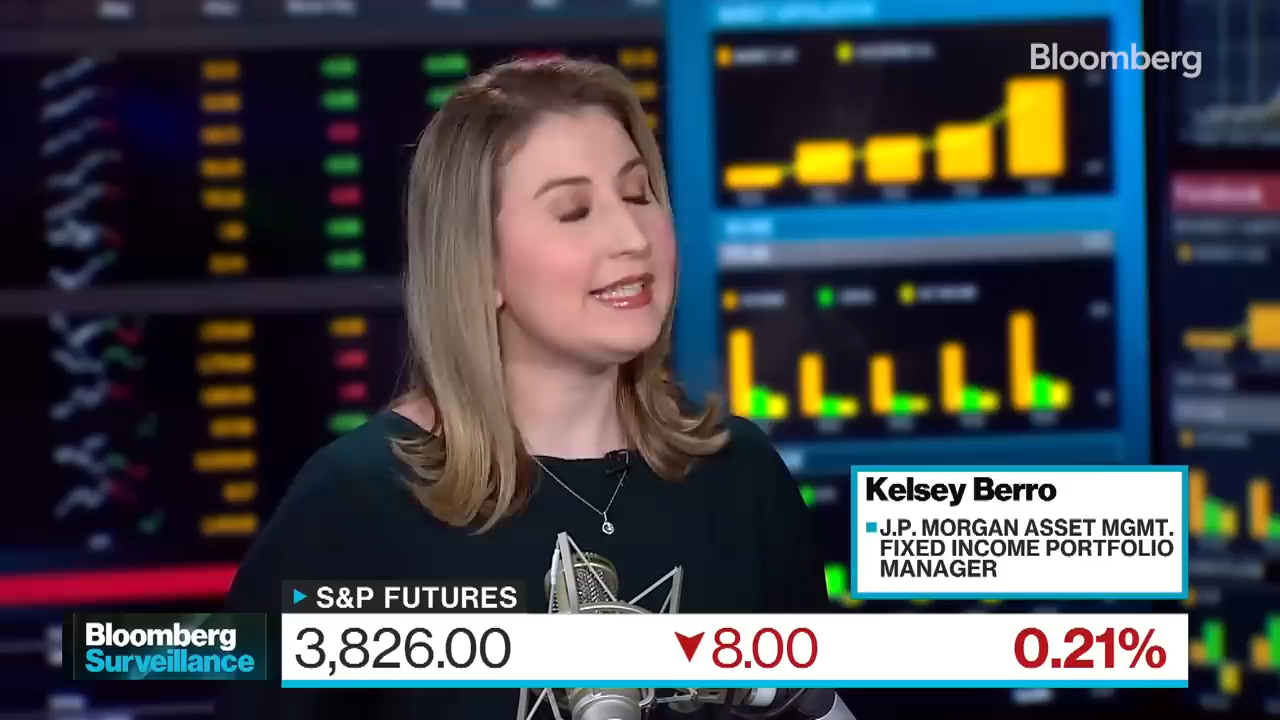 Bloomberg
Kelsey Berro
J.P. MORGAN ASSET MGMT.
FIXED INCOME PORTFOLIO
MANAGER
S&P FUTURES
Bloomberg
Surveillance
3,826.00
8.00
0.21%